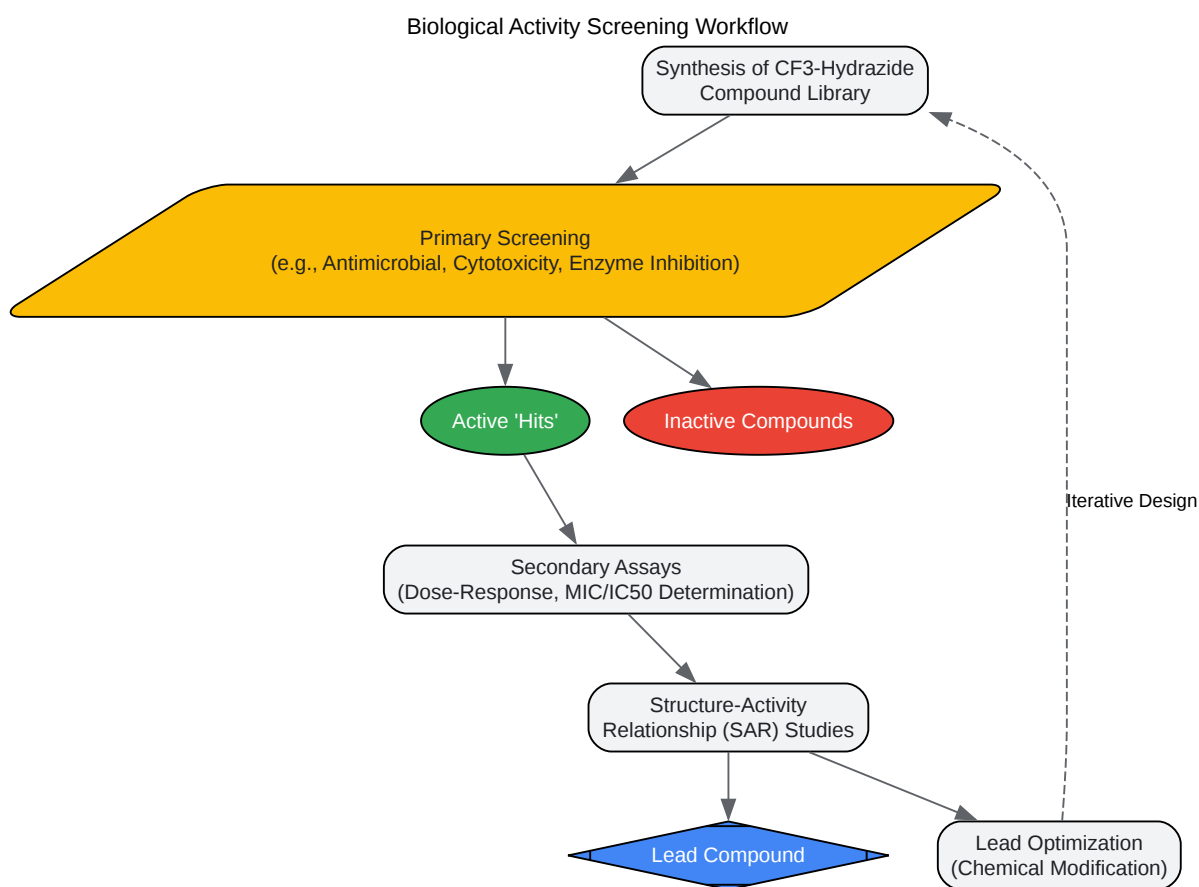 Biological Activity Screening Workflow
Synthesis of CF3-Hydrazide
Compound Library
Primary Screening
(e.g., Antimicrobial, Cytotoxicity, Enzyme Inhibition)
Active 'Hits'
Inactive Compounds
Iterative Design
Secondary Assays
(Dose-Response, MIC/IC50 Determination)
Structure-Activity
Relationship (SAR) Studies
Lead Compound
Lead Optimization
(Chemical Modification)